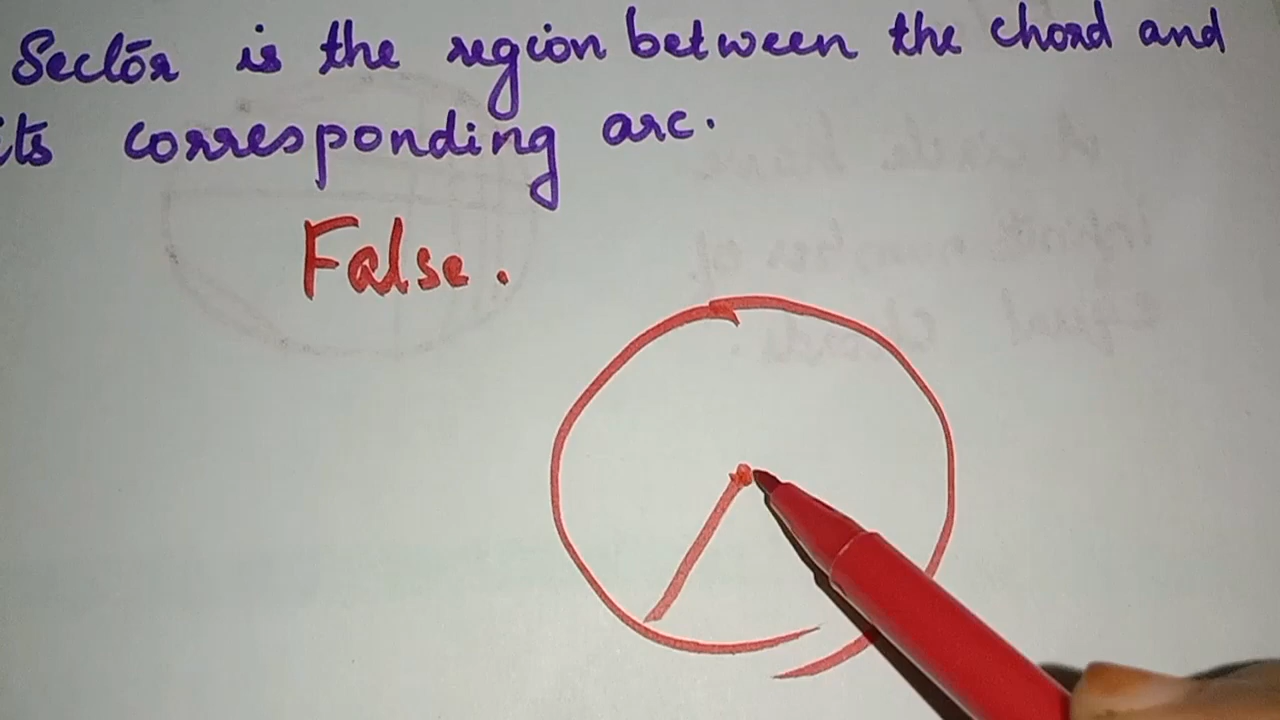 Sector is the region between the chord and
its corresponding arc.
False.